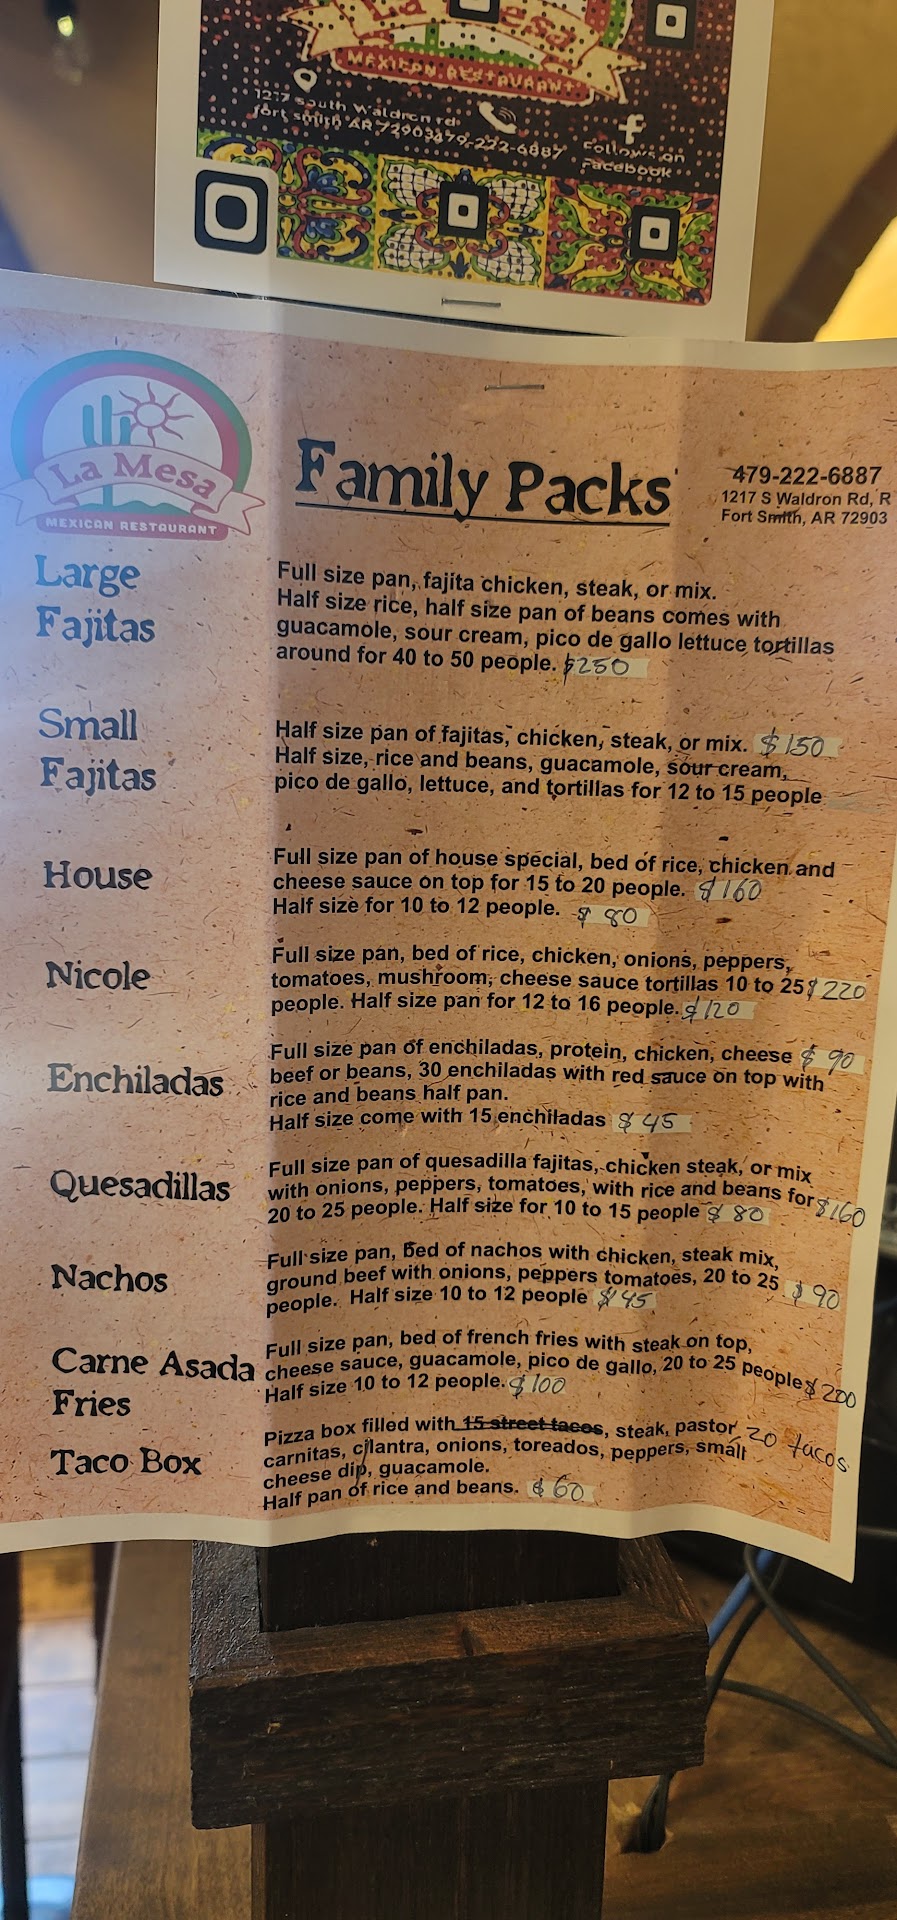 La Mesa
MEXICAN RESTAURANT
1217 south Waldron rd
fort smith AR 72903
479-222-6887
Follow us on
Facebook
La Mesa
MEXICAN RESTAURANT
Family Packs
479-222-6887
1217 S Waldron Rd, R
Fort Smith, AR 72903
Large
Fajitas
Full size pan, fajita chicken, steak, or mix.
Half size rice, half size pan of beans comes with
guacamole, sour cream, pico de gallo lettuce tortillas
around for 40 to 50 people. $250
Small
Fajitas
Half size pan of fajitas, chicken, steak, or mix. $150
Half size, rice and beans, guacamole, sour cream,
pico de gallo, lettuce, and tortillas for 12 to 15 people
House
Full size pan of house special, bed of rice, chicken and
cheese sauce on top for 15 to 20 people. $160
Half size for 10 to 12 people. $80
Nicole
Full size pan, bed of rice, chicken, onions, peppers,
tomatoes, mushroom, cheese sauce tortillas 10 to 25 $220
people. Half size pan for 12 to 16 people. $120
Enchiladas
Full size pan of enchiladas, protein, chicken, cheese $90
beef or beans, 30 enchiladas with red sauce on top with
rice and beans half pan.
Half size come with 15 enchiladas $45
Quesadillas
Full size pan of quesadilla fajitas, chicken steak, or mix
with onions, peppers, tomatoes, with rice and beans for $160
20 to 25 people. Half size for 10 to 15 people $80
Nachos
Full size pan, bed of nachos with chicken, steak mix,
ground beef with onions, peppers tomatoes, 20 to 25 $90
people. Half size 10 to 12 people $45
Carne Asada
Fries
Full size pan, bed of french fries with steak on top,
cheese sauce, guacamole, pico de gallo, 20 to 25 people $200
Half size 10 to 12 people. $100
Taco Box
Pizza box filled with 15 street tacos, steak, pastor 20 tacos
carnitas, cilantra, onions, toreados, peppers, small
cheese dip, guacamole.
Half pan of rice and beans. $60